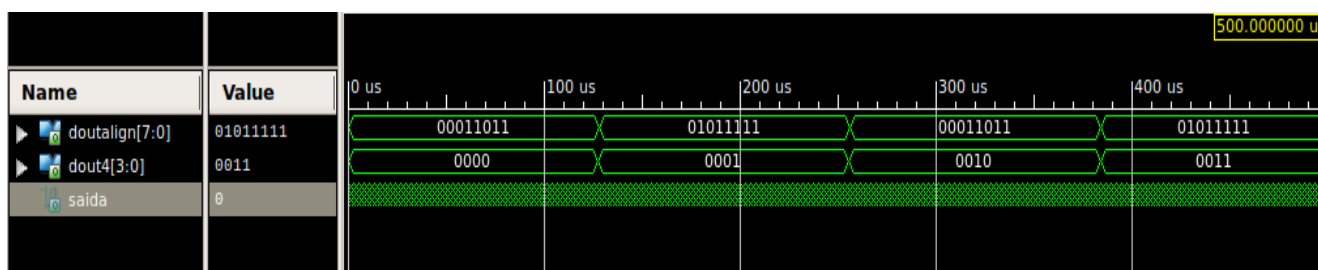 500.000000 u
Name Value 0 us 100 us 200 us 300 us 400 us
doutalign[7:0] 01011111 00011011 01011111 00011011 01011111
dout4[3:0] 0011 0000 0001 0010 0011
saida 0